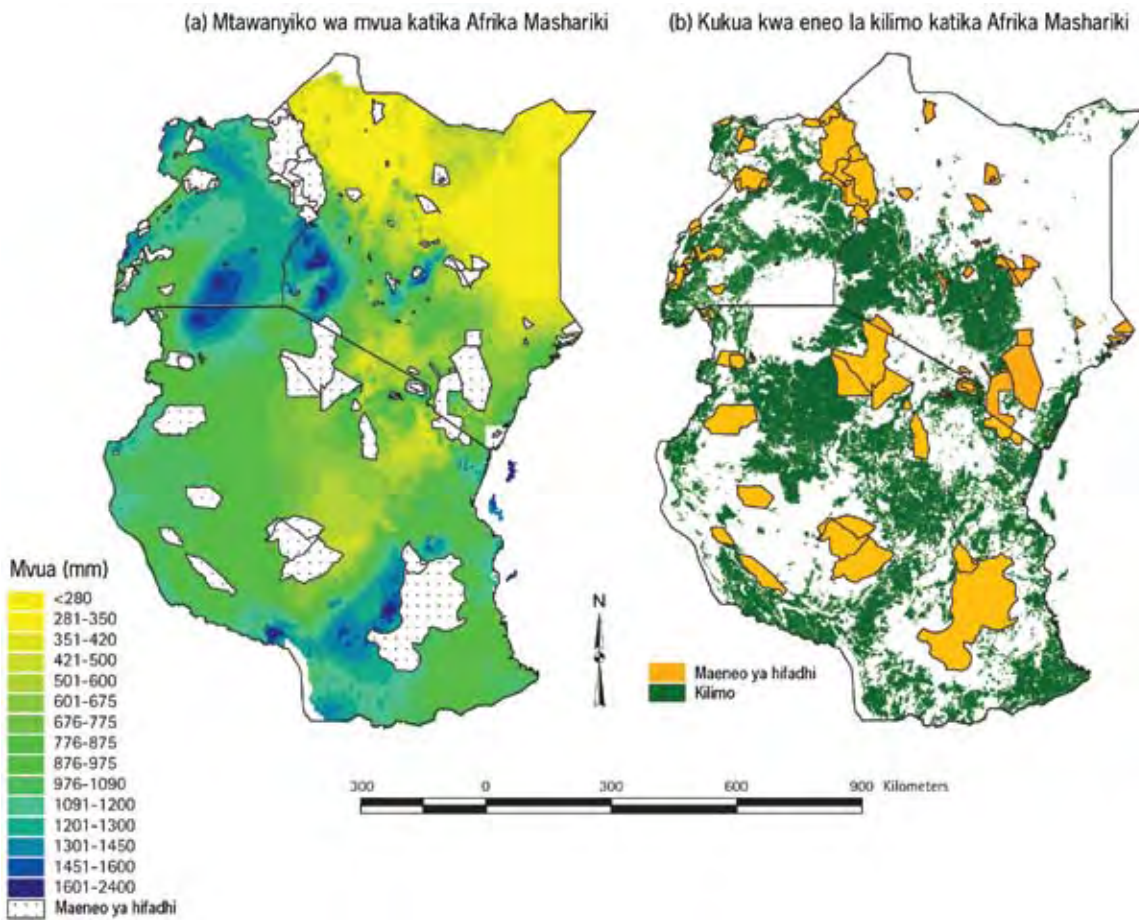 (a) Mtawanyiko wa mvua katika Afrika Mashariki
(b) Kukua kwa eneo la kilimo katika Afrika Mashariki
Mvua (mm)
<280
281-350
351-420
421-500
501-600
601-675
676-775
776-875
876-975
976-1090
1091-1200
1201-1300
1301-1450
1451-1600
1601-2400
Maeneo ya hifadhi
N
Maeneo ya hifadhi
Kilimo
300 0 300 600 900 Kilometers